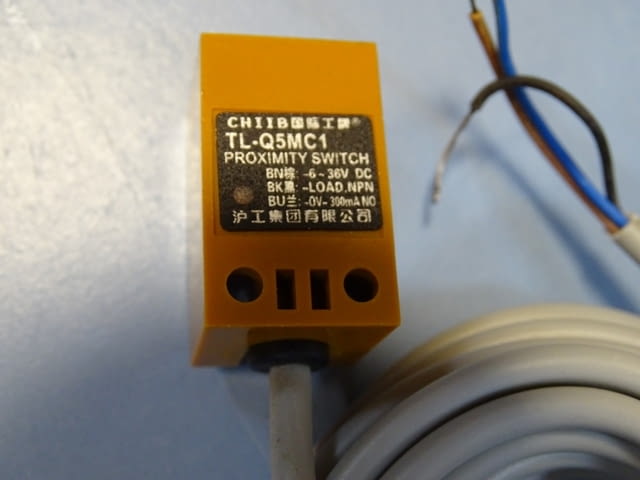 CHIIB国际工牌®
TL-Q5MC1
PROXIMITY SWITCH
BN棕: -6~36V DC
BK黑: -LOAD.NPN
BU兰: -0V- 300mA NO
沪工集团有限公司